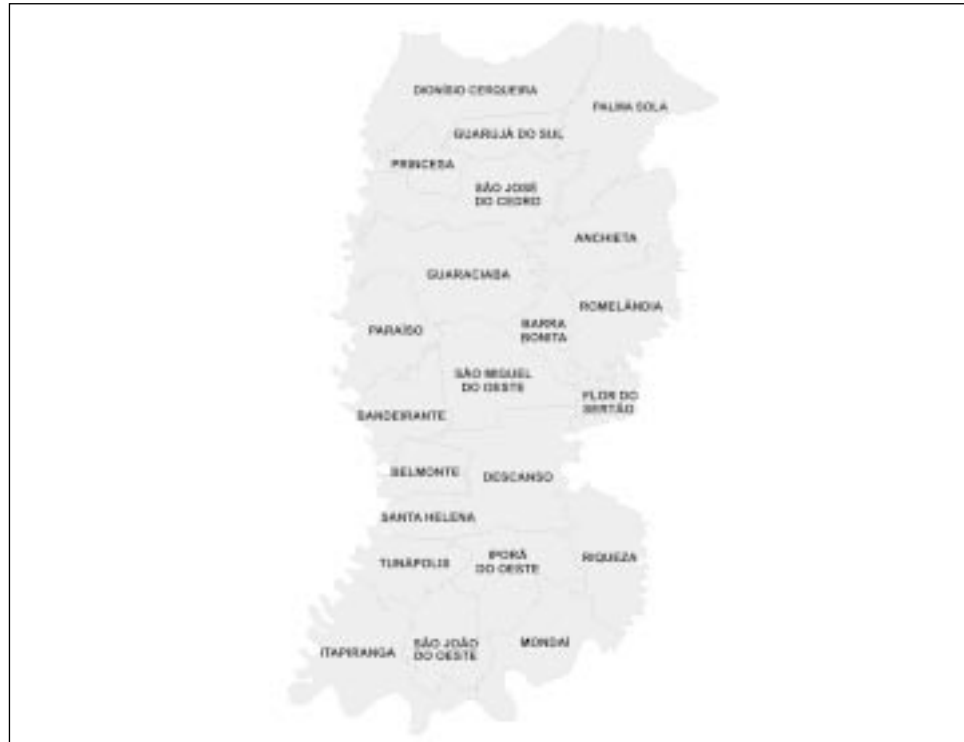 DIONÍSIO CERQUEIRA
PALMA SOLA
GUARUJÁ DO SUL
PRINCESA
SÃO JOSÉ
DO CEDRO
ANCHIETA
GUARACIABA
ROMELÂNDIA
PARAÍSO
BARRA
BONITA
SÃO MIGUEL
DO OESTE
FLOR DO
SERTÃO
BANDEIRANTE
BELMONTE
DESCANSO
SANTA HELENA
TUNÁPOLIS
IPORÃ
DO OESTE
RIQUEZA
ITAPIRANGA
SÃO JOÃO
DO OESTE
MONDAÍ